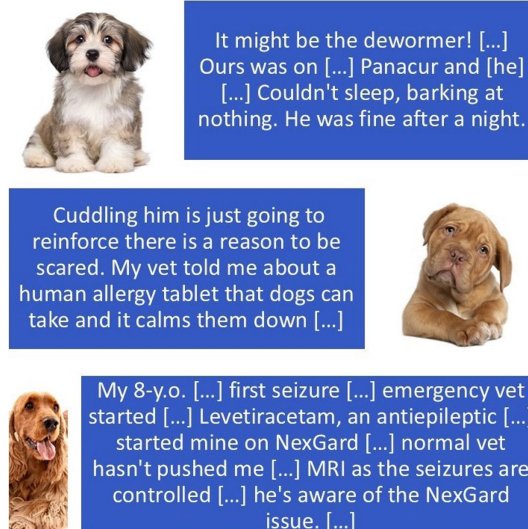 It might be the dewormer! […]
Ours was on […] Panacur and [he]
[…] Couldn't sleep, barking at
nothing. He was fine after a night.
Cuddling him is just going to
reinforce there is a reason to be
scared. My vet told me about a
human allergy tablet that dogs can
take and it calms them down […]
My 8-y.o. […] first seizure […] emergency vet
started […] Levetiracetam, an antiepileptic […]
started mine on NexGard […] normal vet
hasn't pushed me […] MRI as the seizures are
controlled […] he's aware of the NexGard
issue. […]